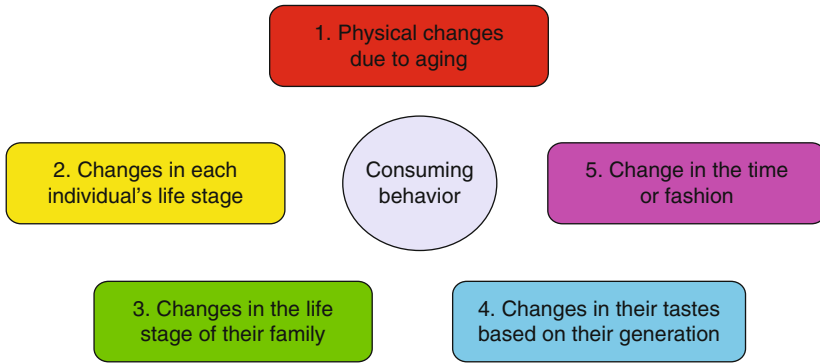 1. Physical changes
due to aging
2. Changes in each
individual's life stage
Consuming
behavior
5. Change in the time
or fashion
3. Changes in the life
stage of their family
4. Changes in their tastes
based on their generation